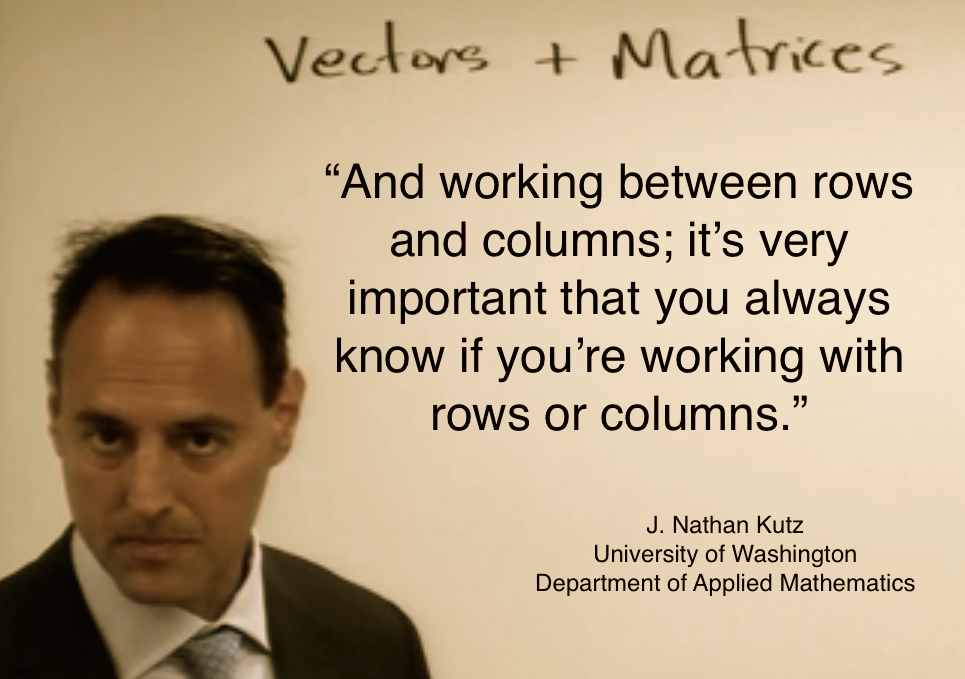 Vectors + Matrices
“And working between rows
and columns; it’s very
important that you always
know if you’re working with
rows or columns.”
J. Nathan Kutz
University of Washington
Department of Applied Mathematics